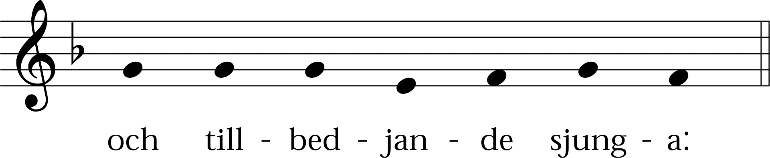 och till - bed - jan - de sjung - a: